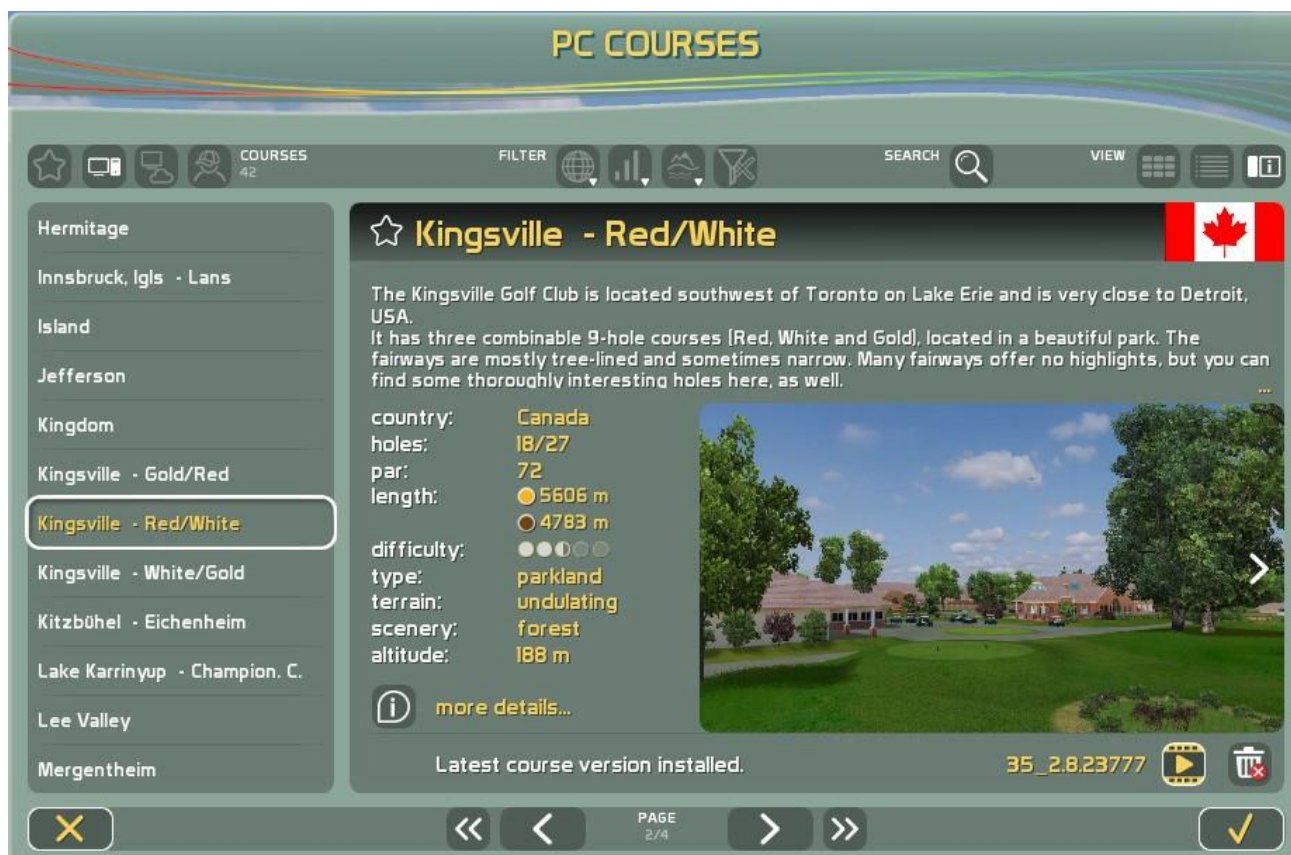 PC COURSES
COURSES
42
FILTER
SEARCH
VIEW
Hermitage
Innsbruck, Igls - Lans
Island
Jefferson
Kingdom
Kingsville - Gold/Red
Kingsville - Red/White
Kingsville - White/Gold
Kitzbühel - Eichenheim
Lake Karrinyup - Champion. C.
Lee Valley
Mergentheim
Kingsville - Red/White
The Kingsville Golf Club is located southwest of Toronto on Lake Erie and is very close to Detroit,
USA.
It has three combinable 9-hole courses (Red, White and Gold), located in a beautiful park. The
fairways are mostly tree-lined and sometimes narrow. Many fairways offer no highlights, but you can
find some thoroughly interesting holes here, as well.
...
country: Canada
holes: 18/27
par: 72
length: 5606 m
4783 m
difficulty:
type: parkland
terrain: undulating
scenery: forest
altitude: 188 m
more details...
Latest course version installed. 35_2.8.23777
PAGE
2/4